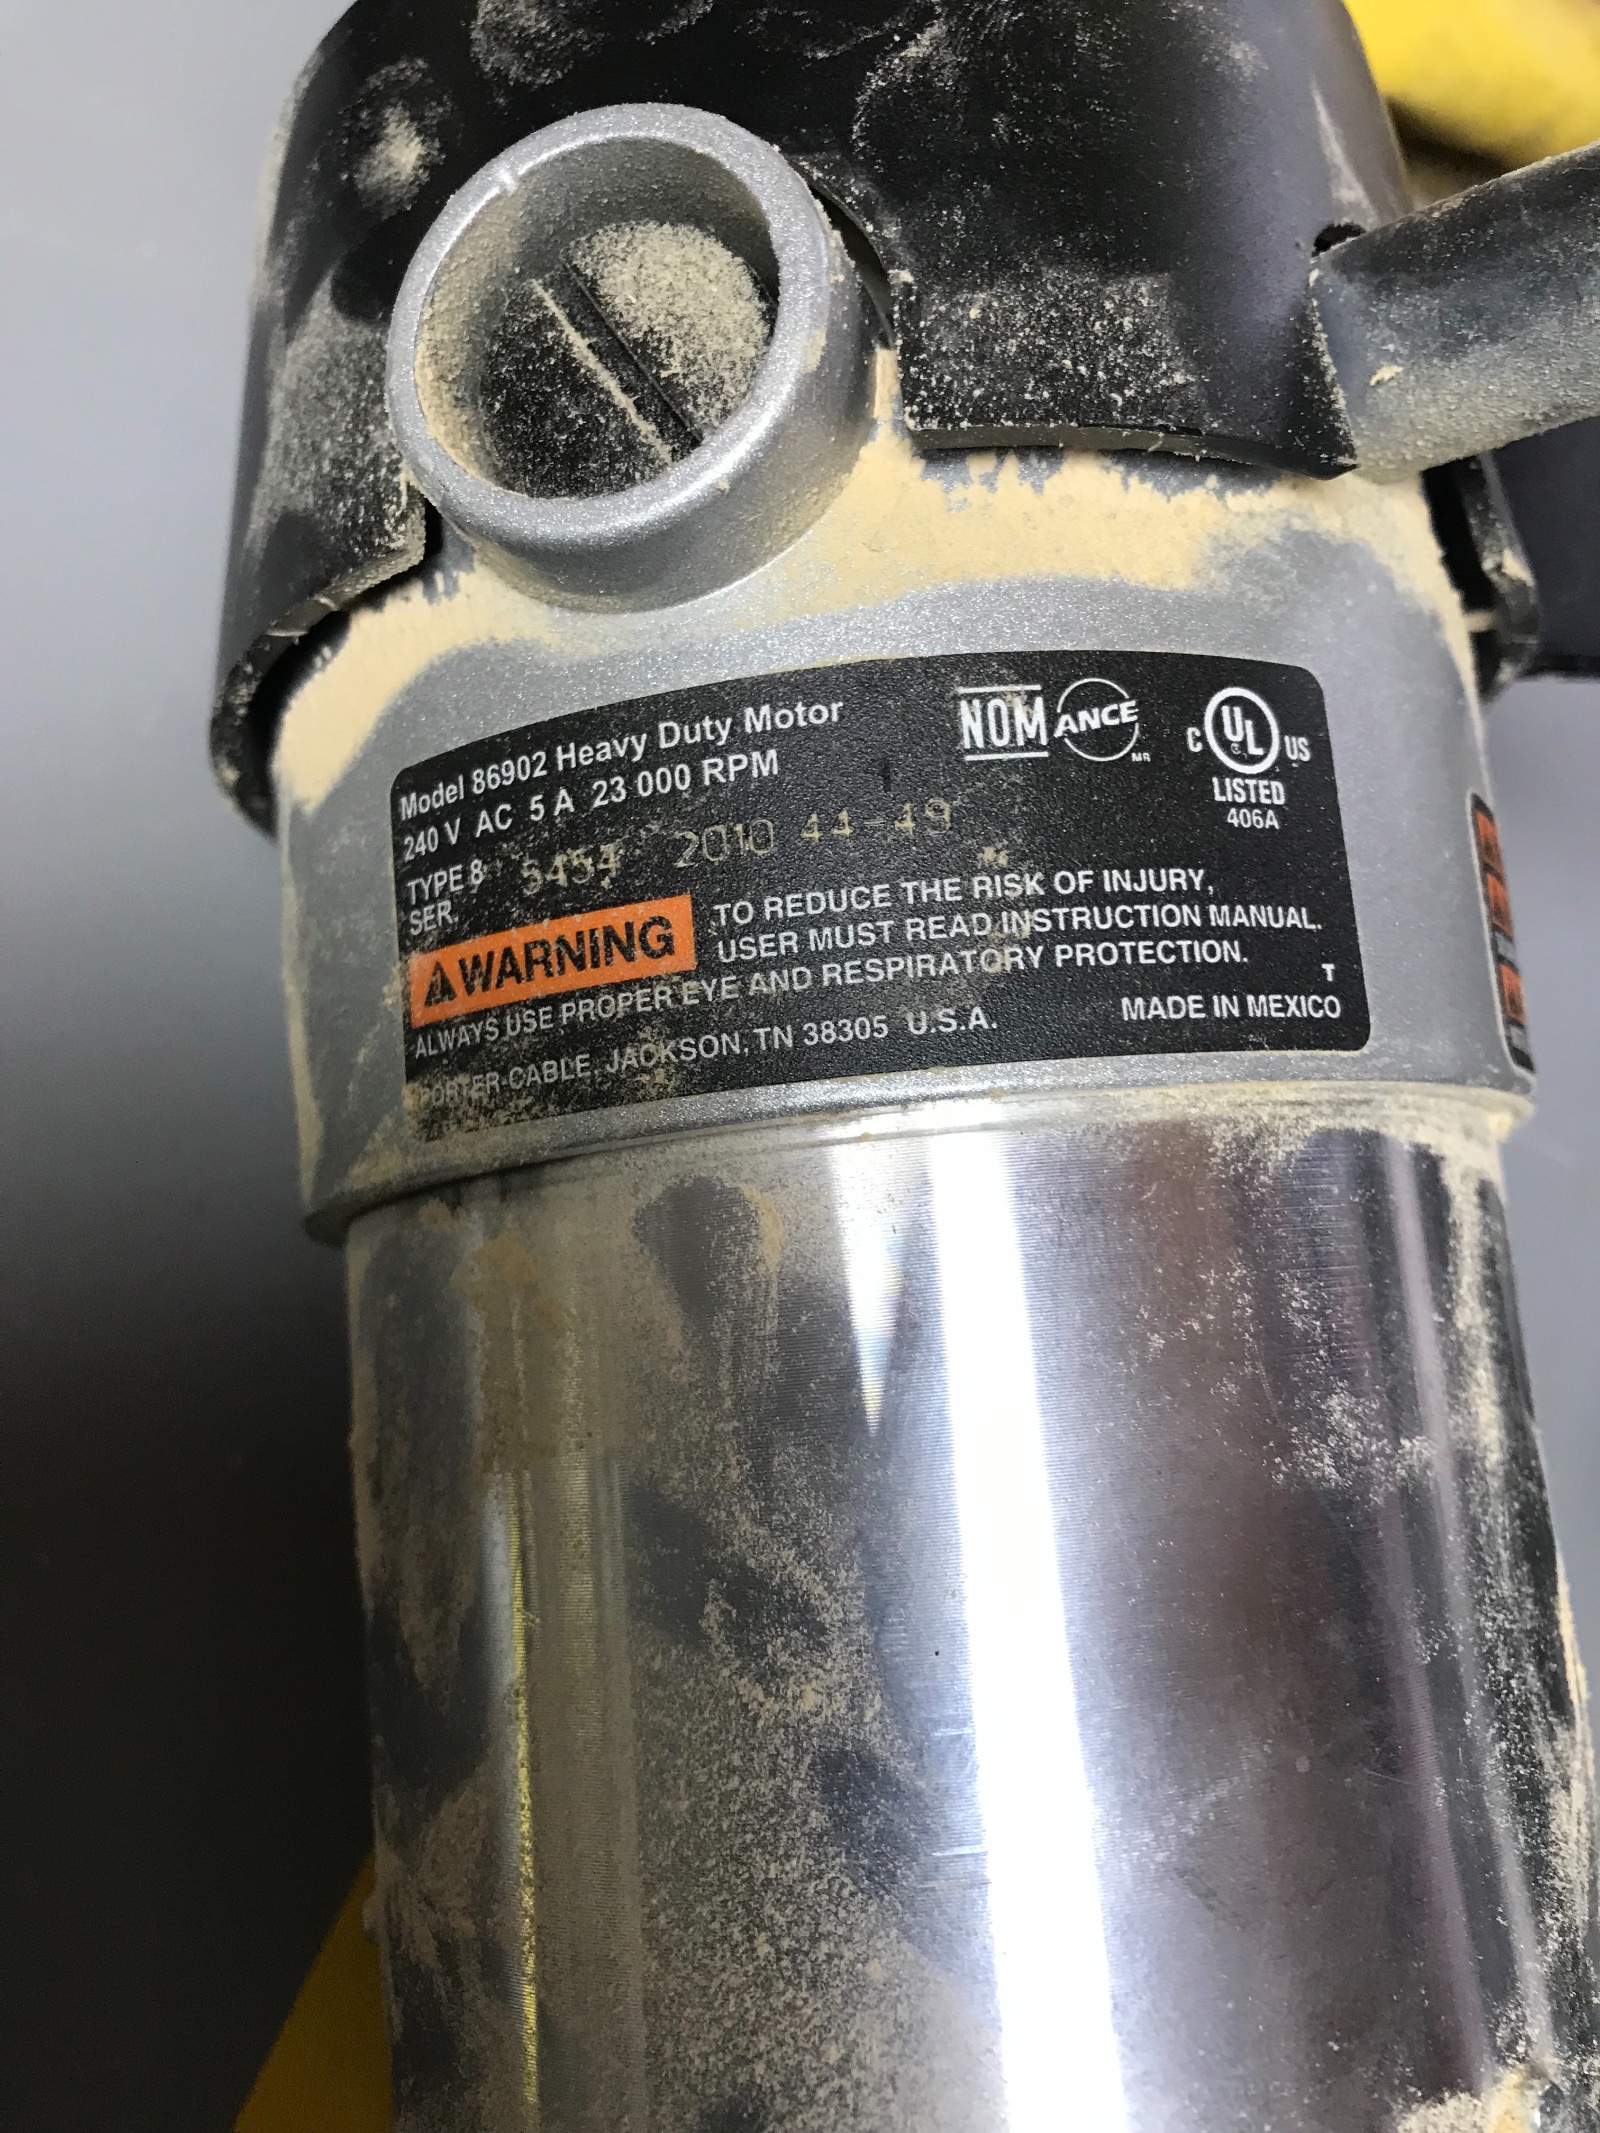 Model 86902 Heavy Duty Motor
240 V AC 5 A 23 000 RPM
TYPE 8 5454 2010 44-49
SER.
NOM ANCE MR
C UL US
LISTED
406A
WARNING TO REDUCE THE RISK OF INJURY,
USER MUST READ INSTRUCTION MANUAL.
ALWAYS USE PROPER EYE AND RESPIRATORY PROTECTION.
T
PORTER-CABLE, JACKSON, TN 38305 U.S.A. MADE IN MEXICO